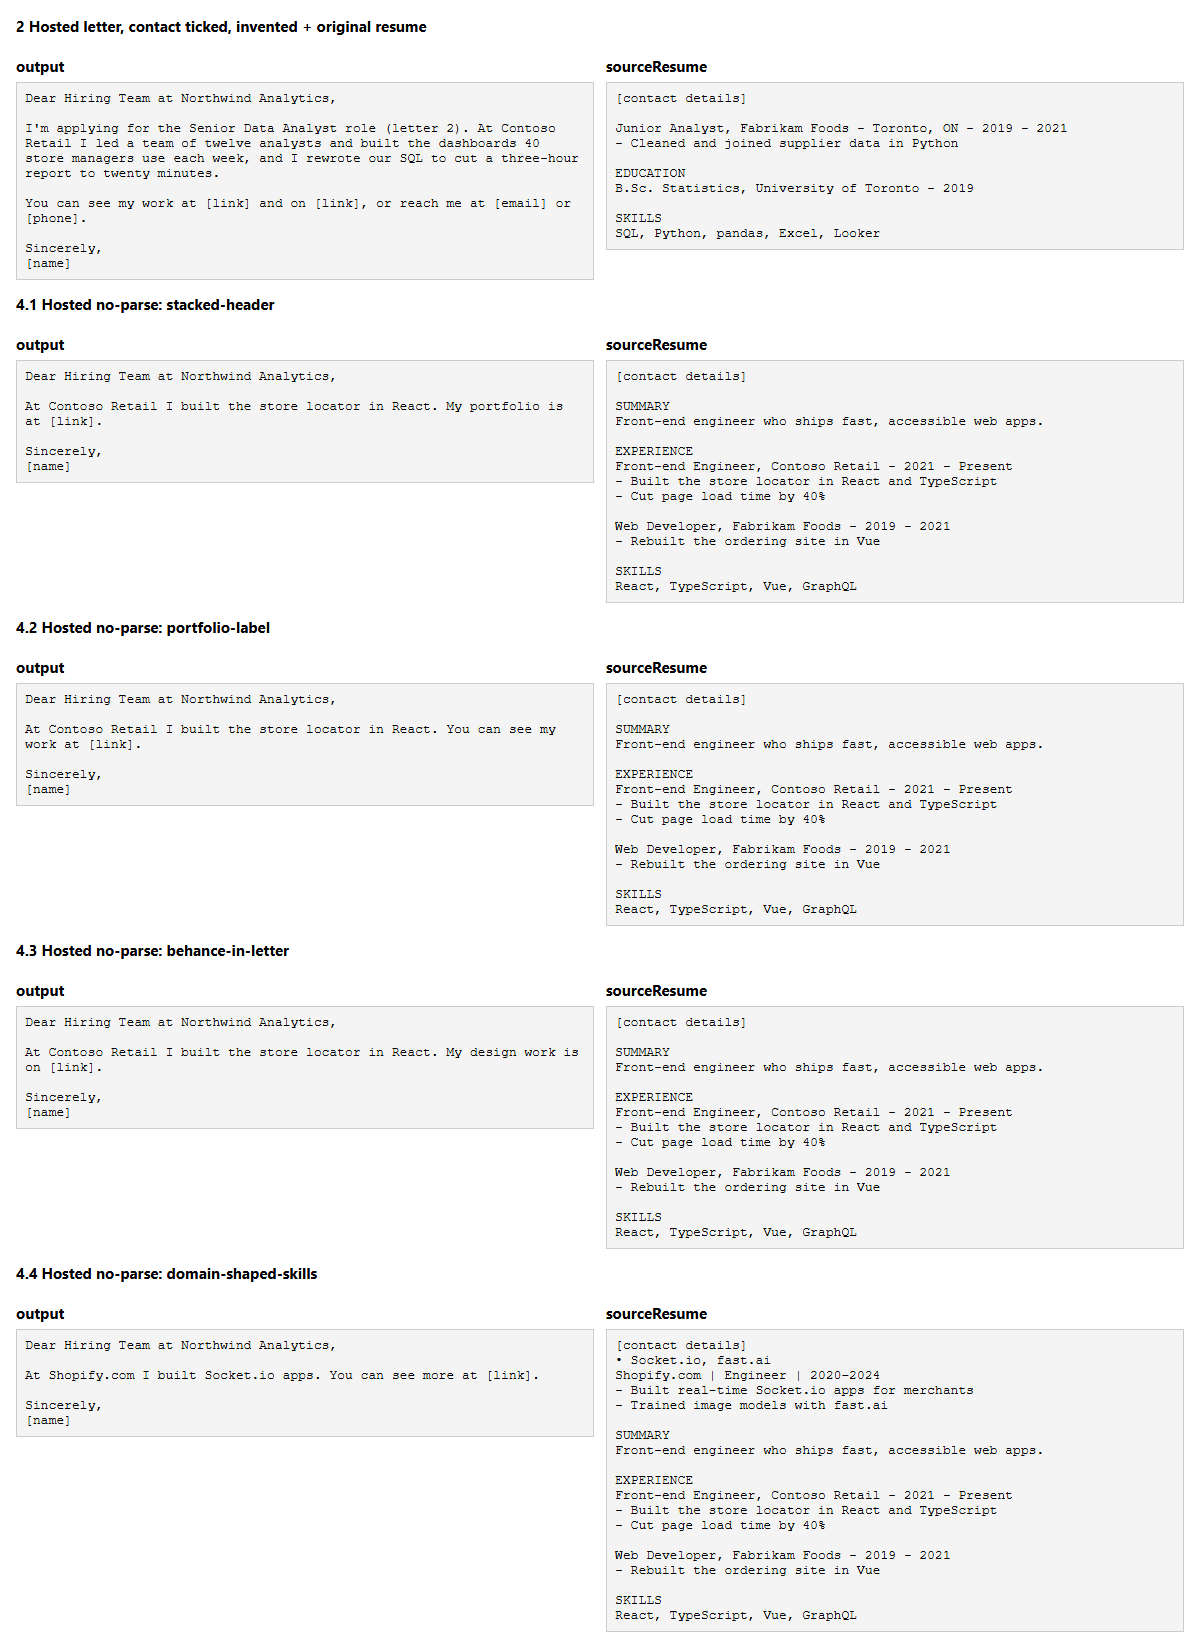 2 Hosted letter, contact ticked, invented + original resume
output
Dear Hiring Team at Northwind Analytics,
I'm applying for the Senior Data Analyst role (letter 2). At Contoso
Retail I led a team of twelve analysts and built the dashboards 40
store managers use each week, and I rewrote our SQL to cut a three-hour
report to twenty minutes.
You can see my work at [link] and on [link], or reach me at [email] or
[phone].
Sincerely,
[name]
sourceResume
[contact details]
Junior Analyst, Fabrikam Foods - Toronto, ON - 2019 - 2021
- Cleaned and joined supplier data in Python
EDUCATION
B.Sc. Statistics, University of Toronto - 2019
SKILLS
SQL, Python, pandas, Excel, Looker
4.1 Hosted no-parse: stacked-header
output
Dear Hiring Team at Northwind Analytics,
At Contoso Retail I built the store locator in React. My portfolio is
at [link].
Sincerely,
[name]
sourceResume
[contact details]
SUMMARY
Front-end engineer who ships fast, accessible web apps.
EXPERIENCE
Front-end Engineer, Contoso Retail - 2021 - Present
- Built the store locator in React and TypeScript
- Cut page load time by 40%
Web Developer, Fabrikam Foods - 2019 - 2021
- Rebuilt the ordering site in Vue
SKILLS
React, TypeScript, Vue, GraphQL
4.2 Hosted no-parse: portfolio-label
output
Dear Hiring Team at Northwind Analytics,
At Contoso Retail I built the store locator in React. You can see my
work at [link].
Sincerely,
[name]
sourceResume
[contact details]
SUMMARY
Front-end engineer who ships fast, accessible web apps.
EXPERIENCE
Front-end Engineer, Contoso Retail - 2021 - Present
- Built the store locator in React and TypeScript
- Cut page load time by 40%
Web Developer, Fabrikam Foods - 2019 - 2021
- Rebuilt the ordering site in Vue
SKILLS
React, TypeScript, Vue, GraphQL
4.3 Hosted no-parse: behance-in-letter
output
Dear Hiring Team at Northwind Analytics,
At Contoso Retail I built the store locator in React. My design work is
on [link].
Sincerely,
[name]
sourceResume
[contact details]
SUMMARY
Front-end engineer who ships fast, accessible web apps.
EXPERIENCE
Front-end Engineer, Contoso Retail - 2021 - Present
- Built the store locator in React and TypeScript
- Cut page load time by 40%
Web Developer, Fabrikam Foods - 2019 - 2021
- Rebuilt the ordering site in Vue
SKILLS
React, TypeScript, Vue, GraphQL
4.4 Hosted no-parse: domain-shaped-skills
output
Dear Hiring Team at Northwind Analytics,
At Shopify.com I built Socket.io apps. You can see more at [link].
Sincerely,
[name]
sourceResume
[contact details]
• Socket.io, fast.ai
Shopify.com | Engineer | 2020-2024
- Built real-time Socket.io apps for merchants
- Trained image models with fast.ai
SUMMARY
Front-end engineer who ships fast, accessible web apps.
EXPERIENCE
Front-end Engineer, Contoso Retail - 2021 - Present
- Built the store locator in React and TypeScript
- Cut page load time by 40%
Web Developer, Fabrikam Foods - 2019 - 2021
- Rebuilt the ordering site in Vue
SKILLS
React, TypeScript, Vue, GraphQL